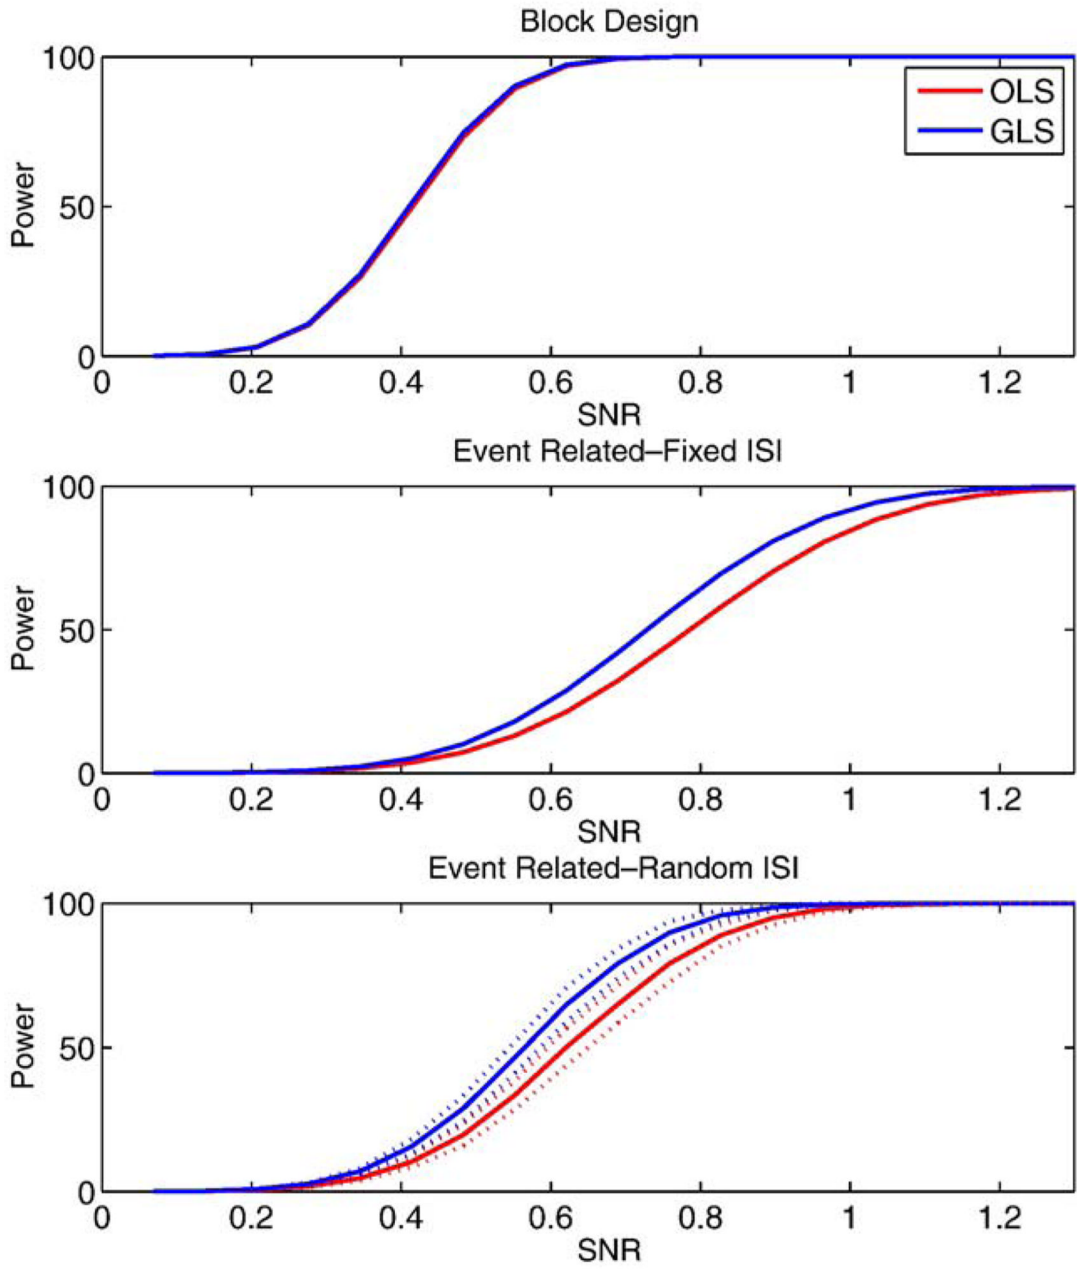 Block Design
100
50
0
Power
OLS
GLS
0 0.2 0.4 0.6 0.8 1 1.2
SNR
Event Related–Fixed ISI
100
50
0
Power
0 0.2 0.4 0.6 0.8 1 1.2
SNR
Event Related–Random ISI
100
50
0
Power
0 0.2 0.4 0.6 0.8 1 1.2
SNR